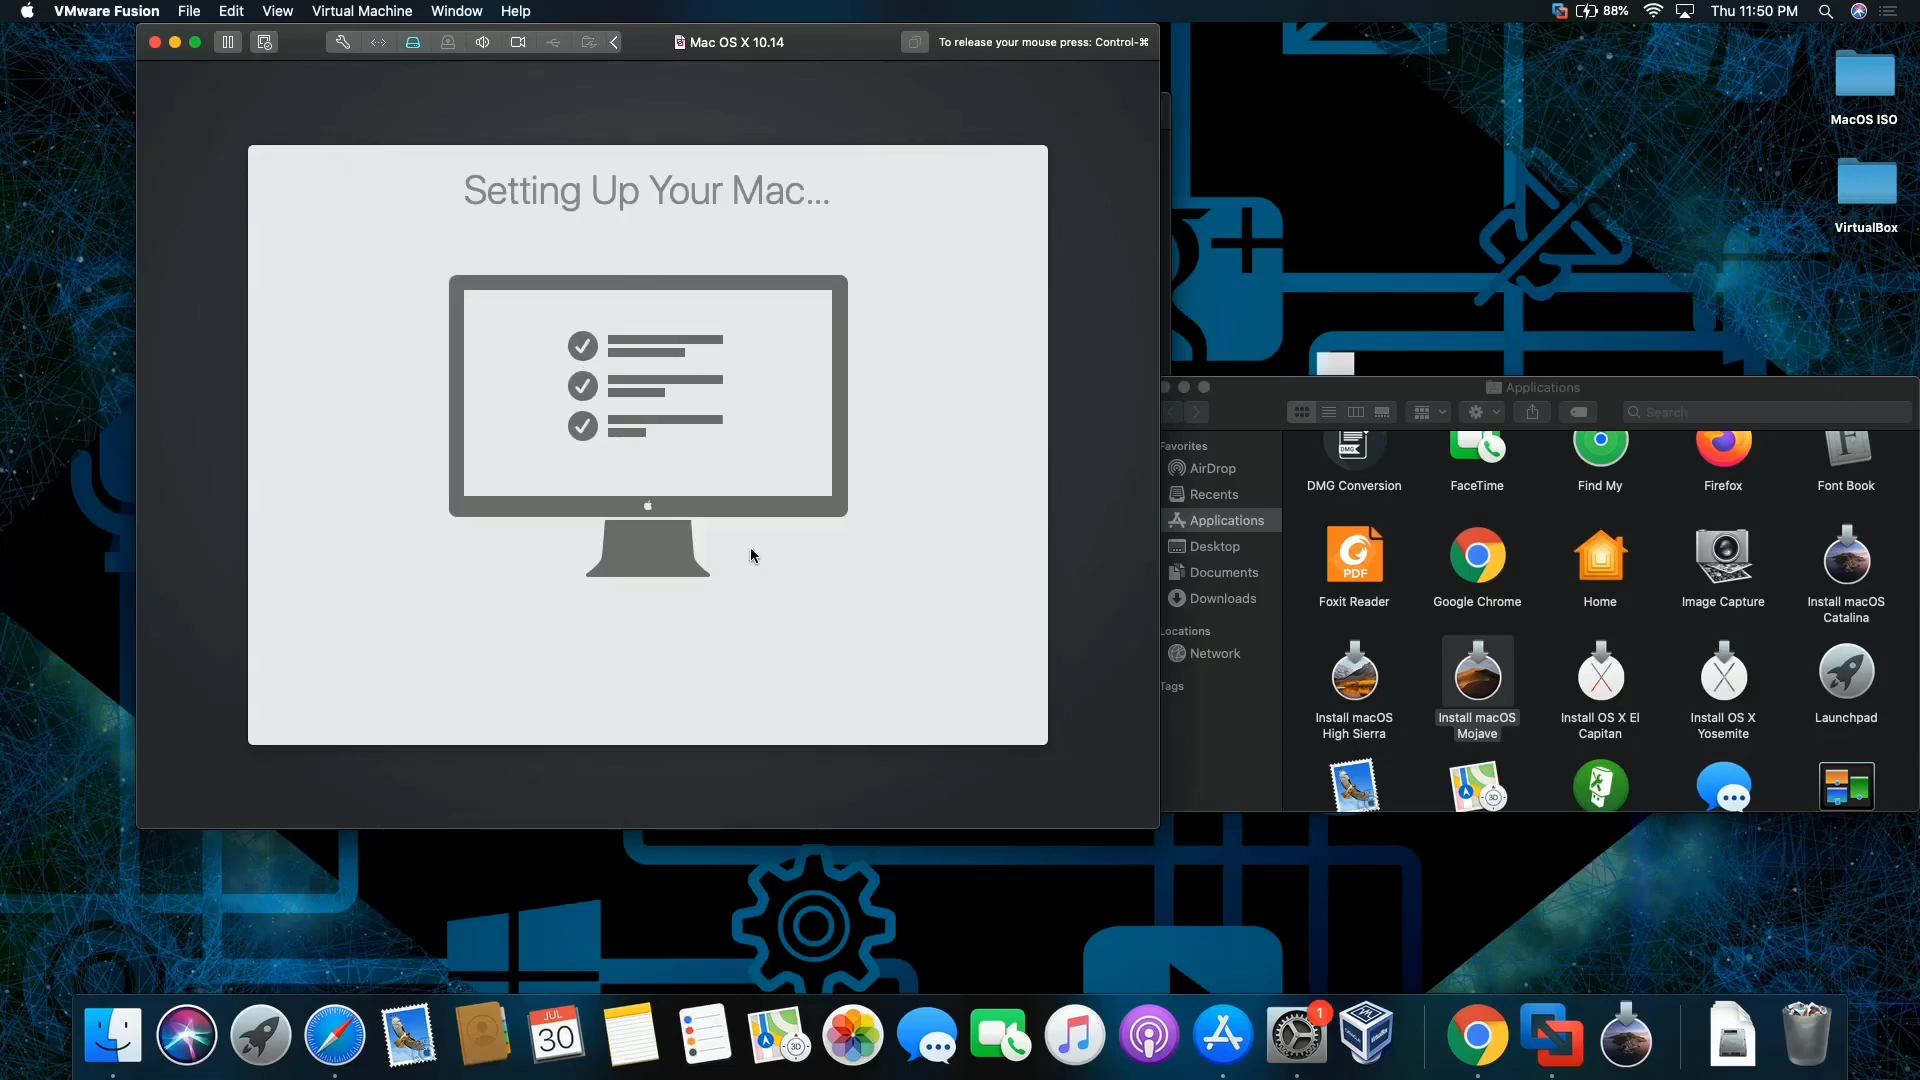 VMware Fusion File Edit View Virtual Machine Window Help
88% Thu 11:50 PM
Mac OS X 10.14
To release your mouse press: Control-⌘
MacOS ISO
VirtualBox
Setting Up Your Mac...
Applications
Search
Favorites
AirDrop
Recents
Applications
Desktop
Documents
Downloads
Locations
Network
Tags
DMG
DMG Conversion
FaceTime
Find My
Firefox
F
Font Book
PDF
Foxit Reader
Google Chrome
Home
Image Capture
Install macOS
Catalina
Install macOS
High Sierra
Install macOS
Mojave
Install OS X El
Capitan
Install OS X
Yosemite
Launchpad
3D
JUL
30
3D
1